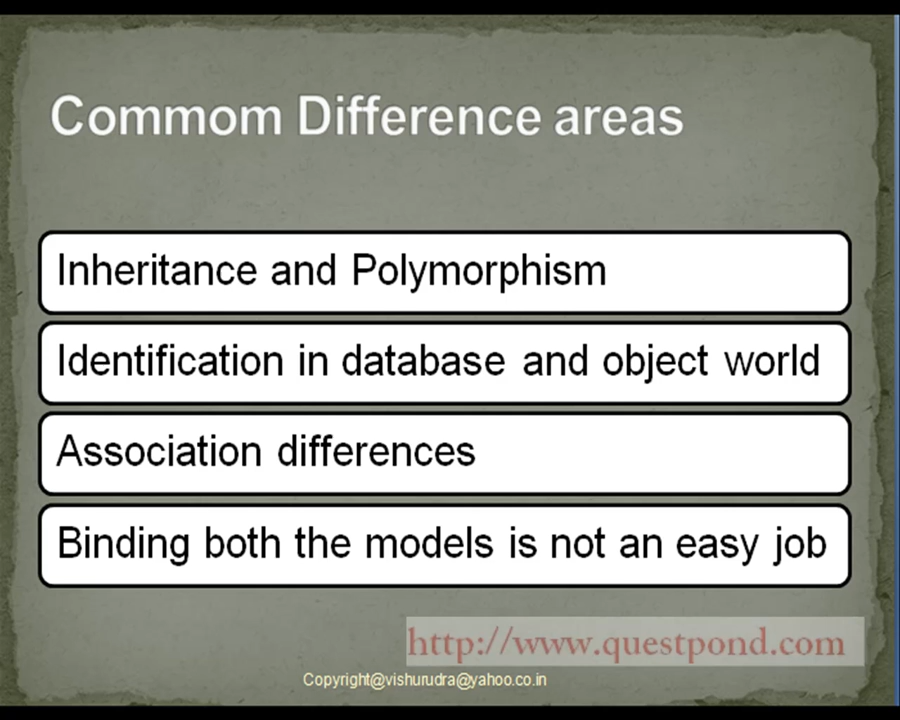 Commom Difference areas
Inheritance and Polymorphism
Identification in database and object world
Association differences
Binding both the models is not an easy job
http://www.questpond.com
Copyright@vishurudra@yahoo.co.in